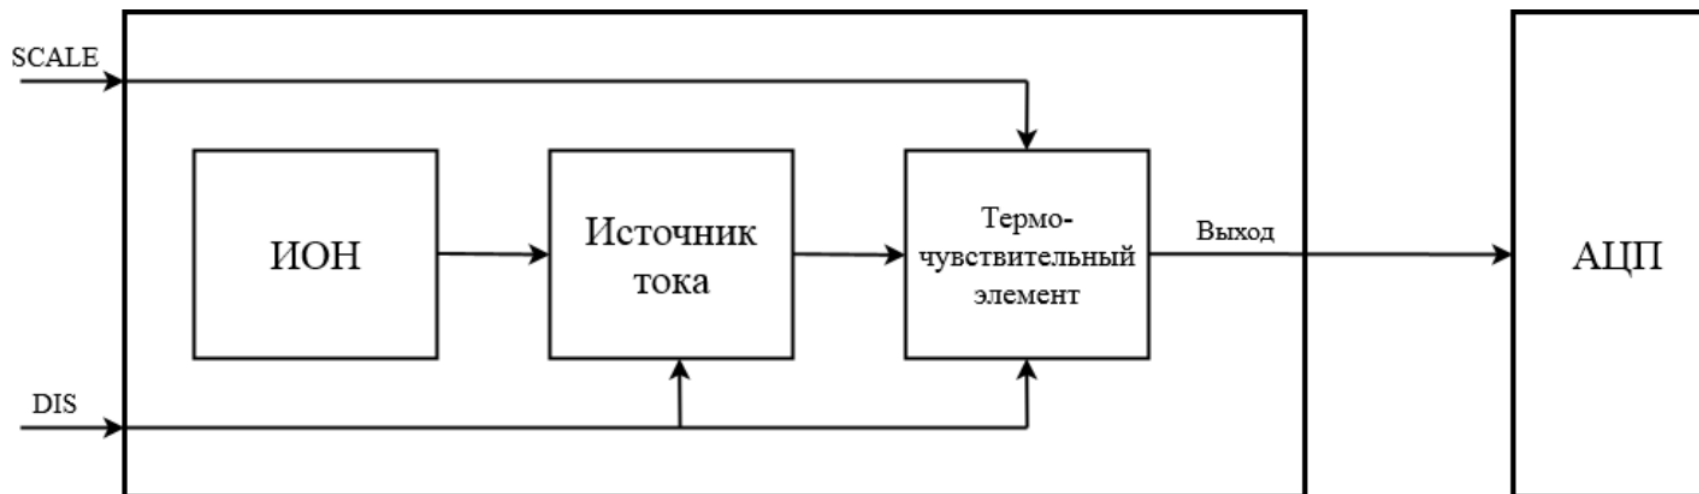 SCALE
ИОН
Источник
тока
Термо-
чувствительный
элемент
Выход
АЦП
DIS